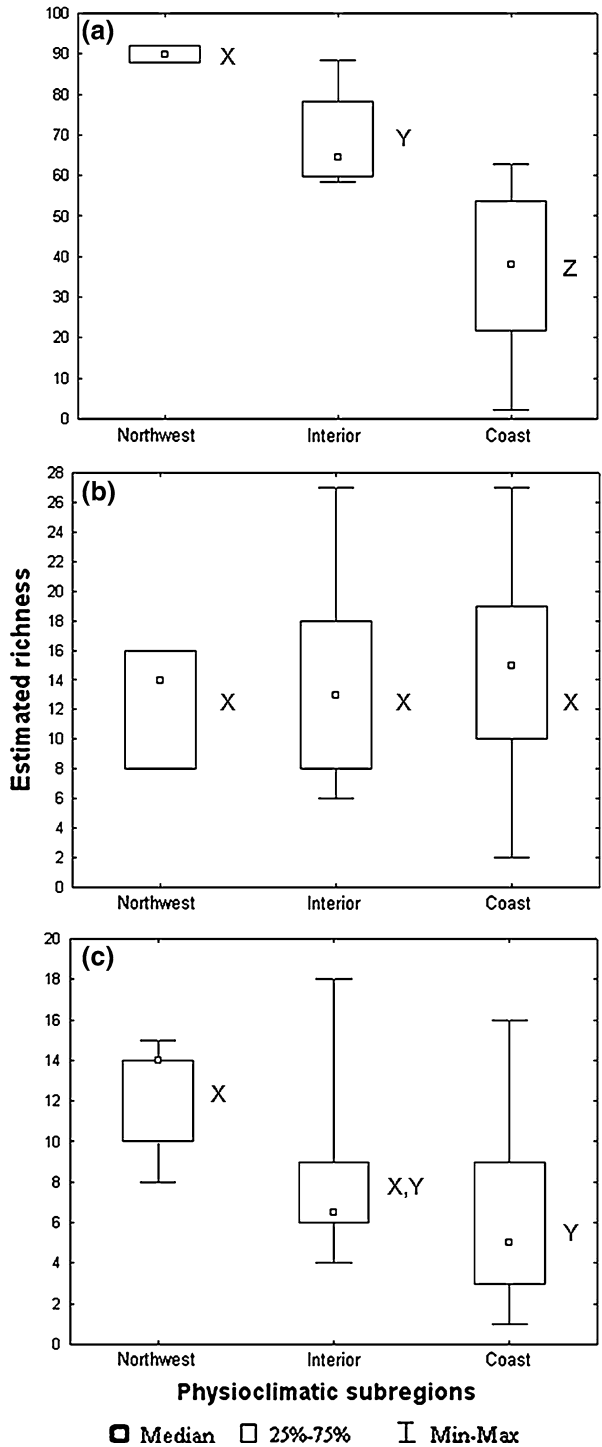 (a)
100
90
80
70
60
50
40
30
20
10
0
X
Y
Z
Northwest Interior Coast
(b)
28
26
24
22
20
18
16
14
12
10
8
6
4
2
0
X X X
Northwest Interior Coast
Estimated richness
(c)
20
18
16
14
12
10
8
6
4
2
0
X
X,Y
Y
Northwest Interior Coast
Physioclimatic subregions
Median 25%-75% Min-Max